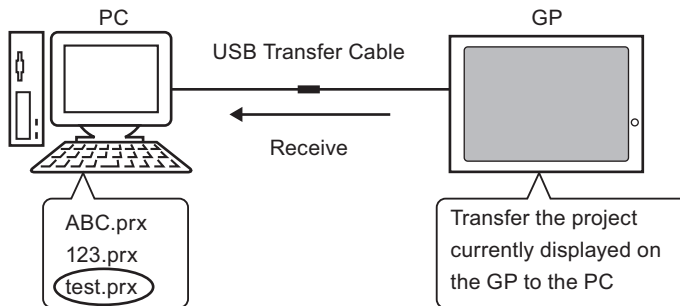 PC
GP
USB Transfer Cable
Receive
ABC.prx
123.prx
test.prx
Transfer the project
currently displayed on
the GP to the PC